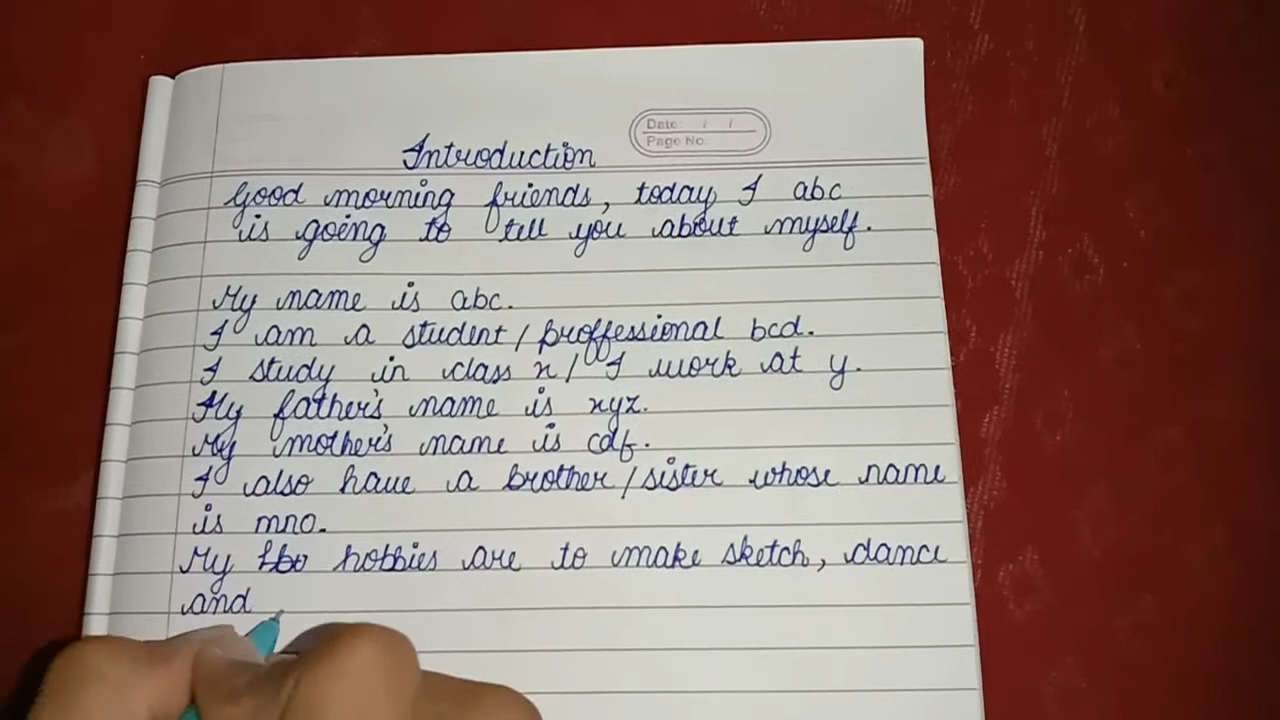 Introduction
Date / /
Page No.
Good morning friends, today I abc
is going to tell you about myself.
My name is abc.
I am a student/proffessional bcd.
I study in class x/ I work at y.
My father's name is xyz.
My mother's name is cdf.
I also have a brother/sister whose name
is mno.
My hobbies are to make sketch, dance
and